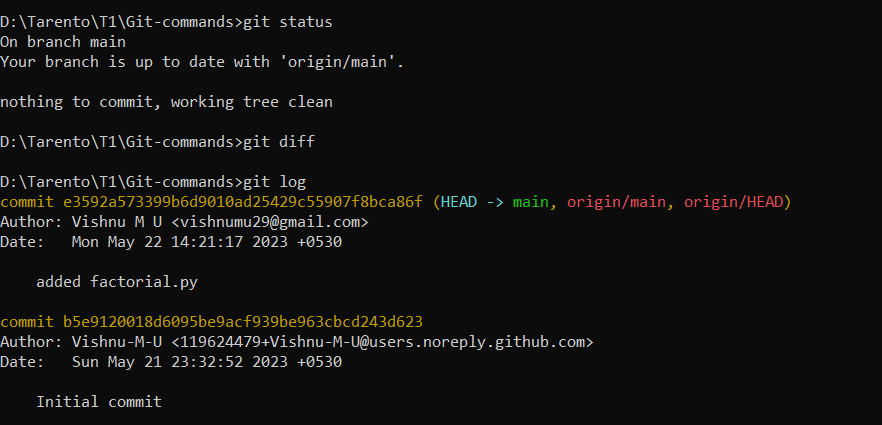 D:\Tarento\T1\Git-commands>git status
On branch main
Your branch is up to date with 'origin/main'.
nothing to commit, working tree clean
D:\Tarento\T1\Git-commands>git diff
D:\Tarento\T1\Git-commands>git log
commit e3592a573399b6d9010ad25429c55907f8bca86f (HEAD -> main, origin/main, origin/HEAD)
Author: Vishnu M U <vishnumu29@gmail.com>
Date:   Mon May 22 14:21:17 2023 +0530
    added factorial.py
commit b5e9120018d6095be9acf939be963cbcd243d623
Author: Vishnu-M-U <119624479+Vishnu-M-U@users.noreply.github.com>
Date:   Sun May 21 23:32:52 2023 +0530
    Initial commit